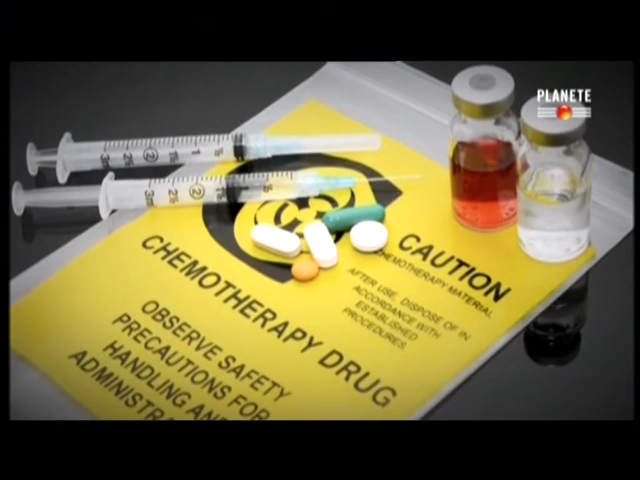 PLANETE
CAUTION
CHEMOTHERAPY MATERIAL
AFTER USE, DISPOSE OF IN
ACCORDANCE WITH
ESTABLISHED
PROCEDURES.
CHEMOTHERAPY DRUG
OBSERVE SAFETY
PRECAUTIONS FOR
HANDLING AND